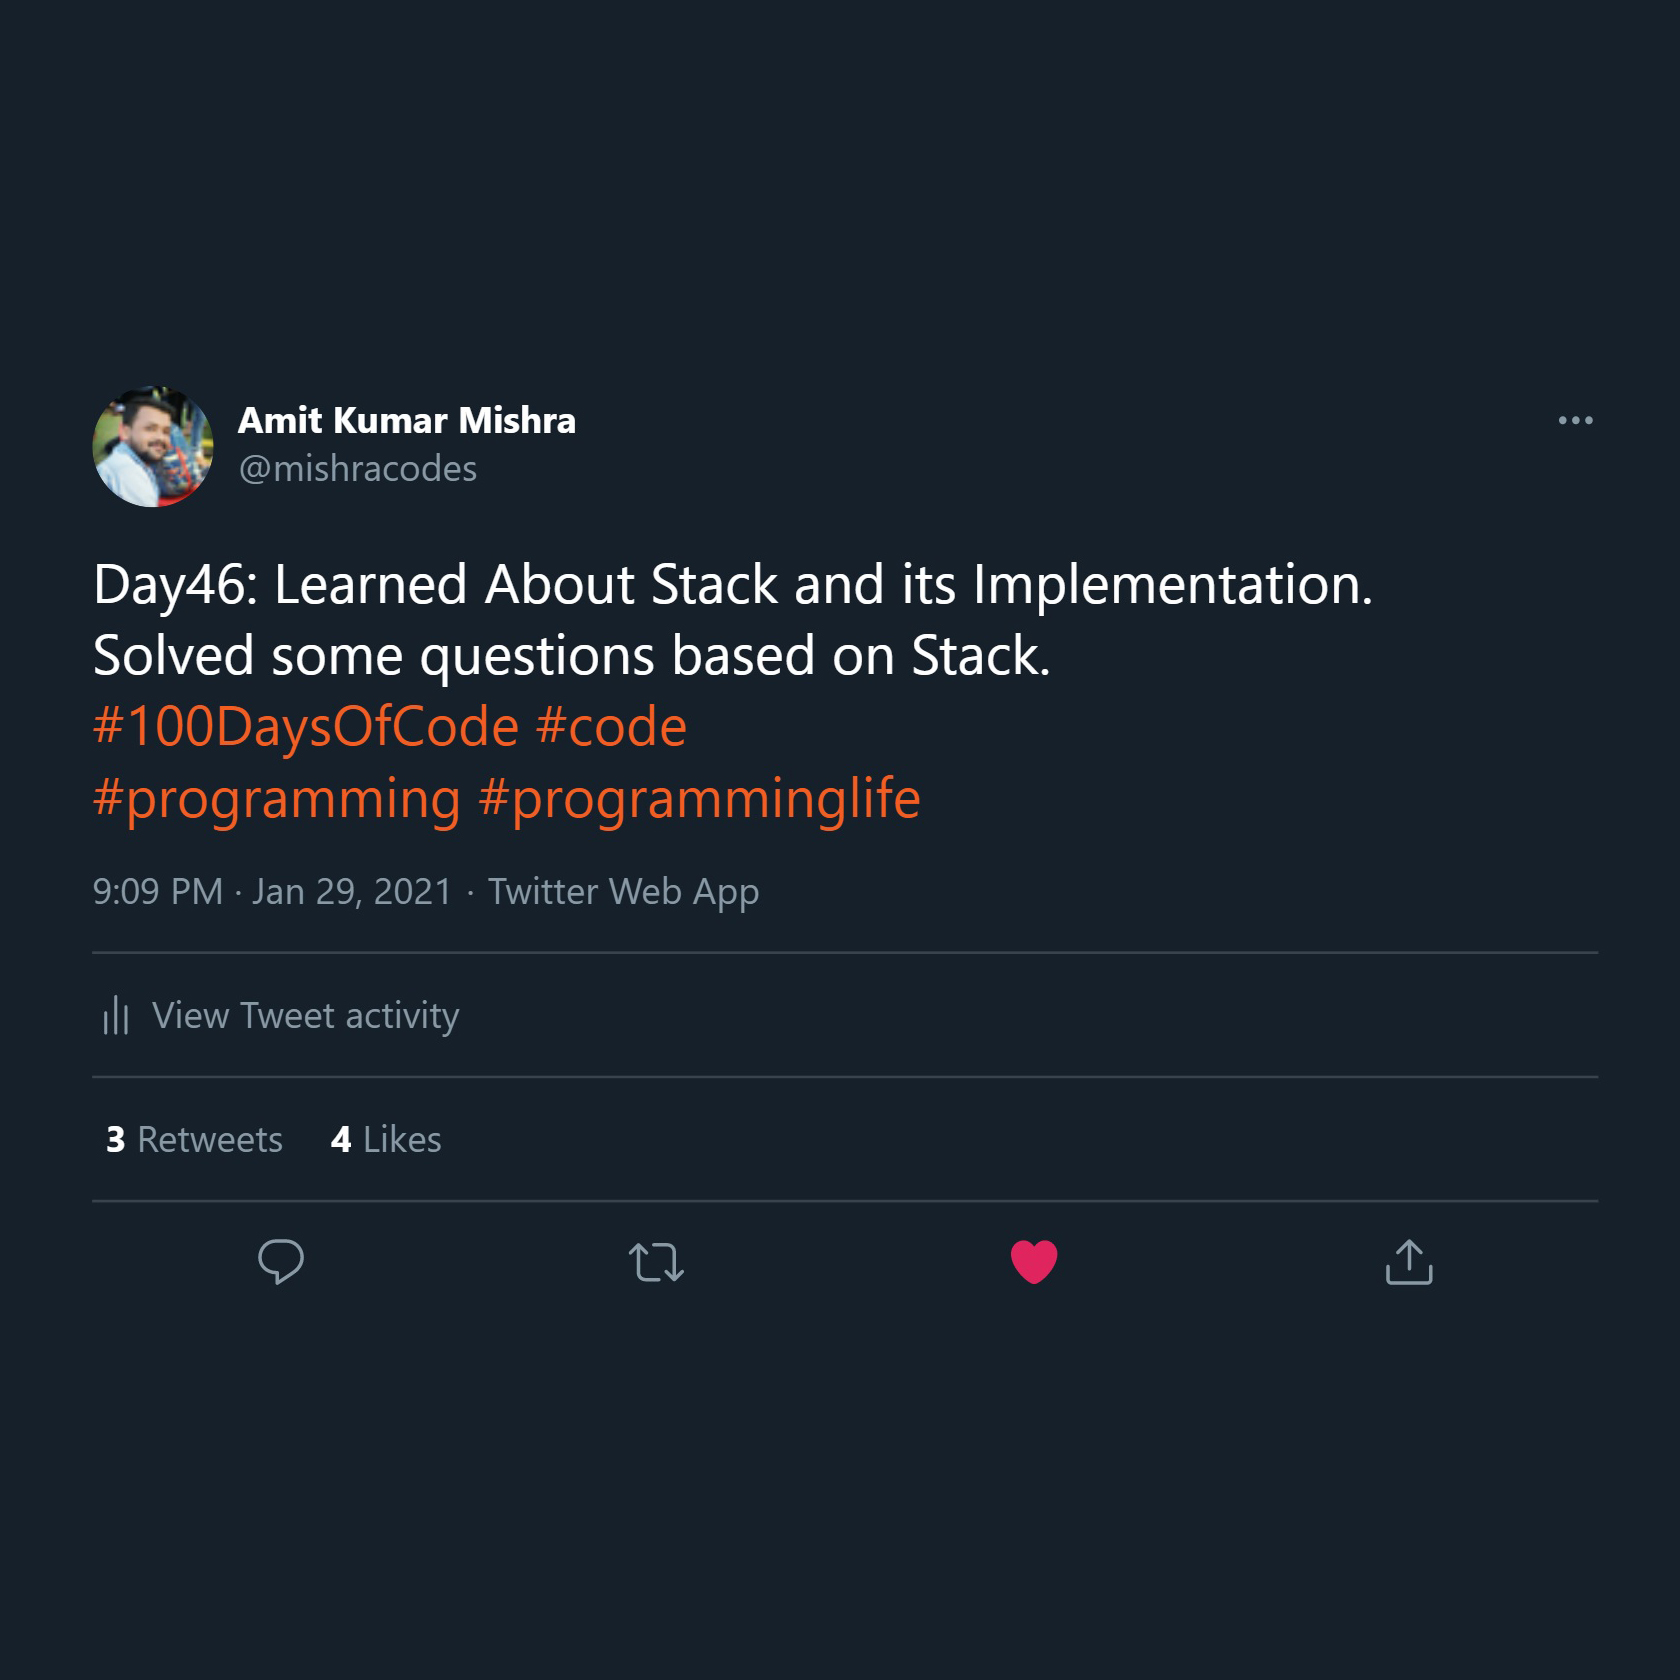 Amit Kumar Mishra
@mishracodes
Day46: Learned About Stack and its Implementation.
Solved some questions based on Stack.
#100DaysOfCode #code
#programming #programminglife
9:09 PM · Jan 29, 2021 · Twitter Web App
View Tweet activity
3 Retweets 4 Likes